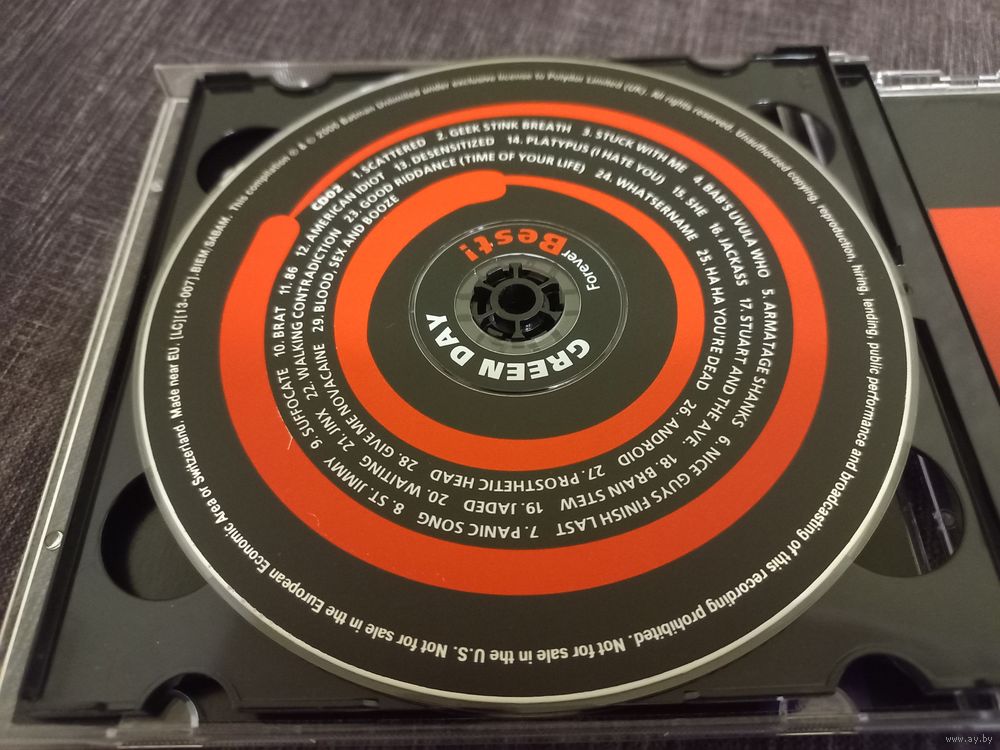 This compilation ℗ & © 2006 Batman Unlimited under exclusive license to Polydor Limited (UK). All rights reserved. Unauthorized copying, reproduction, hiring, lending, public performance and broadcasting of this recording prohibited. Not for sale in the U.S. Not for sale in the European Economic Area or Switzerland. Made near EU. [LC][13-007].BIEM.SABAM.
CD02 1.SCATTERED 2. GEEK STINK BREATH 3. STUCK WITH ME 4. BAB'S UVULA WHO 5. ARMATAGE SHANKS 6. NICE GUYS FINISH LAST 7. PANIC SONG 8. ST. JIMMY 9. SUFFOCATE 10. BRAT 11. 86
12. AMERICAN IDIOT 13. DESENSITIZED 14. PLATYPUS (I HATE YOU) 15. SHE 16. JACKASS 17. STUART AND THE AVE. 18. BRAIN STEW 19. JADED 20. WAITING 21. JINX 22. WALKING CONTRADICTION
23. GOOD RIDDANCE (TIME OF YOUR LIFE) 24. WHATSERNAME 25. HA HA YOU'RE DEAD 26. ANDROID 27. PROSTHETIC HEAD 28. GIVE ME NOVACAINE 29. BLOOD, SEX AND BOOZE
Forever Best!
GREEN DAY
www.ay.by